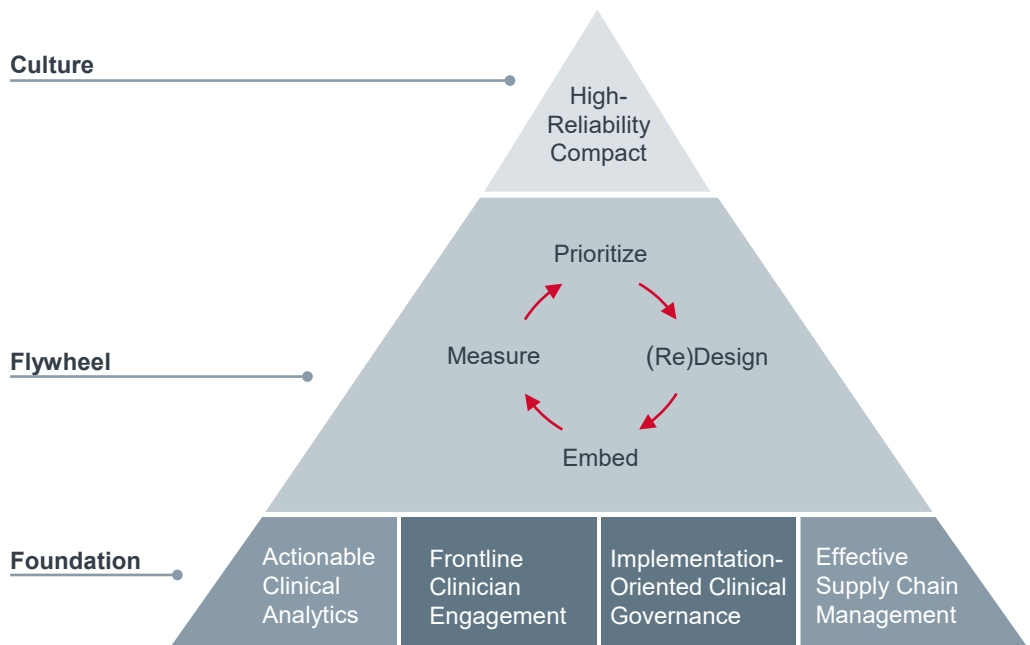 Culture
High-
Reliability
Compact
Prioritize
Measure
(Re)Design
Embed
Flywheel
Foundation
Actionable
Clinical
Analytics
Frontline
Clinician
Engagement
Implementation-
Oriented Clinical
Governance
Effective
Supply Chain
Management